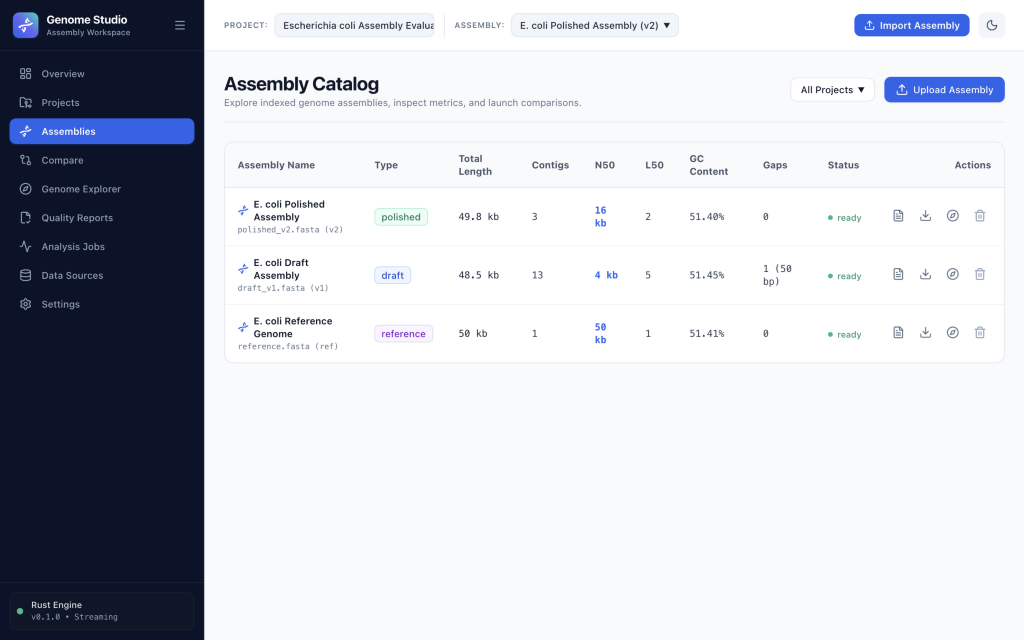 Genome Studio
Assembly Workspace
PROJECT:
Escherichia coli Assembly Evalua
ASSEMBLY:
E. coli Polished Assembly (v2) ▼
Import Assembly
Overview
Projects
Assemblies
Compare
Genome Explorer
Quality Reports
Analysis Jobs
Data Sources
Settings
Rust Engine
v0.1.0 • Streaming
Assembly Catalog
Explore indexed genome assemblies, inspect metrics, and launch comparisons.
All Projects ▼
Upload Assembly
Assembly Name
Type
Total
Length
Contigs
N50
L50
GC
Content
Gaps
Status
Actions
E. coli Polished
Assembly
polished_v2.fasta (v2)
polished
49.8 kb
3
16
kb
2
51.40%
0
ready
E. coli Draft
Assembly
draft_v1.fasta (v1)
draft
48.5 kb
13
4 kb
5
51.45%
1 (50
bp)
ready
E. coli Reference
Genome
reference.fasta (ref)
reference
50 kb
1
50
kb
1
51.41%
0
ready